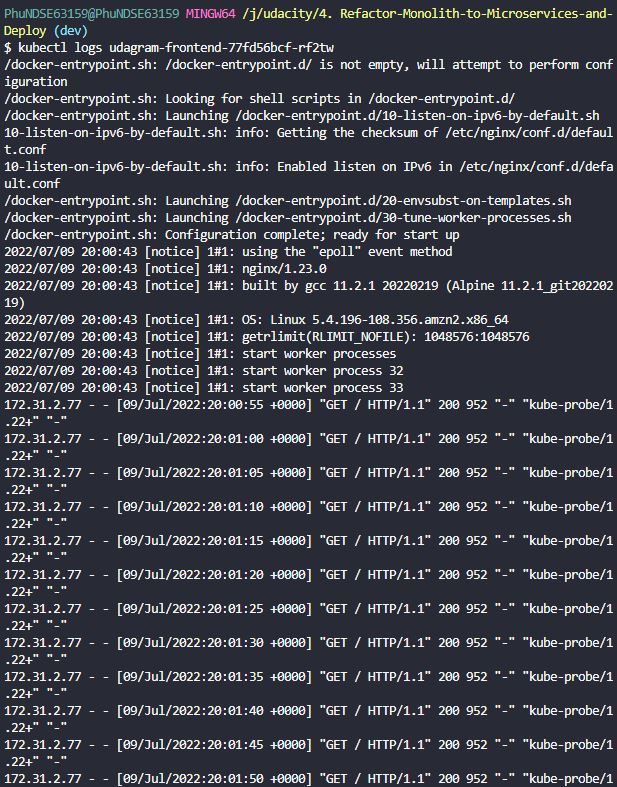 PhuNDSE63159@PhuNDSE63159 MINGW64 /j/udacity/4. Refactor-Monolith-to-Microservices-and-
Deploy (dev)
$ kubectl logs udagram-frontend-77fd56bcf-rf2tw
/docker-entrypoint.sh: /docker-entrypoint.d/ is not empty, will attempt to perform conf
iguration
/docker-entrypoint.sh: Looking for shell scripts in /docker-entrypoint.d/
/docker-entrypoint.sh: Launching /docker-entrypoint.d/10-listen-on-ipv6-by-default.sh
10-listen-on-ipv6-by-default.sh: info: Getting the checksum of /etc/nginx/conf.d/defaul
t.conf
10-listen-on-ipv6-by-default.sh: info: Enabled listen on IPv6 in /etc/nginx/conf.d/defa
ult.conf
/docker-entrypoint.sh: Launching /docker-entrypoint.d/20-envsubst-on-templates.sh
/docker-entrypoint.sh: Launching /docker-entrypoint.d/30-tune-worker-processes.sh
/docker-entrypoint.sh: Configuration complete; ready for start up
2022/07/09 20:00:43 [notice] 1#1: using the "epoll" event method
2022/07/09 20:00:43 [notice] 1#1: nginx/1.23.0
2022/07/09 20:00:43 [notice] 1#1: built by gcc 11.2.1 20220219 (Alpine 11.2.1_git202202
19)
2022/07/09 20:00:43 [notice] 1#1: OS: Linux 5.4.196-108.356.amzn2.x86_64
2022/07/09 20:00:43 [notice] 1#1: getrlimit(RLIMIT_NOFILE): 1048576:1048576
2022/07/09 20:00:43 [notice] 1#1: start worker processes
2022/07/09 20:00:43 [notice] 1#1: start worker process 32
2022/07/09 20:00:43 [notice] 1#1: start worker process 33
172.31.2.77 - - [09/Jul/2022:20:00:55 +0000] "GET / HTTP/1.1" 200 952 "-" "kube-probe/1
.22+" "-"
172.31.2.77 - - [09/Jul/2022:20:01:00 +0000] "GET / HTTP/1.1" 200 952 "-" "kube-probe/1
.22+" "-"
172.31.2.77 - - [09/Jul/2022:20:01:05 +0000] "GET / HTTP/1.1" 200 952 "-" "kube-probe/1
.22+" "-"
172.31.2.77 - - [09/Jul/2022:20:01:10 +0000] "GET / HTTP/1.1" 200 952 "-" "kube-probe/1
.22+" "-"
172.31.2.77 - - [09/Jul/2022:20:01:15 +0000] "GET / HTTP/1.1" 200 952 "-" "kube-probe/1
.22+" "-"
172.31.2.77 - - [09/Jul/2022:20:01:20 +0000] "GET / HTTP/1.1" 200 952 "-" "kube-probe/1
.22+" "-"
172.31.2.77 - - [09/Jul/2022:20:01:25 +0000] "GET / HTTP/1.1" 200 952 "-" "kube-probe/1
.22+" "-"
172.31.2.77 - - [09/Jul/2022:20:01:30 +0000] "GET / HTTP/1.1" 200 952 "-" "kube-probe/1
.22+" "-"
172.31.2.77 - - [09/Jul/2022:20:01:35 +0000] "GET / HTTP/1.1" 200 952 "-" "kube-probe/1
.22+" "-"
172.31.2.77 - - [09/Jul/2022:20:01:40 +0000] "GET / HTTP/1.1" 200 952 "-" "kube-probe/1
.22+" "-"
172.31.2.77 - - [09/Jul/2022:20:01:45 +0000] "GET / HTTP/1.1" 200 952 "-" "kube-probe/1
.22+" "-"
172.31.2.77 - - [09/Jul/2022:20:01:50 +0000] "GET / HTTP/1.1" 200 952 "-" "kube-probe/1